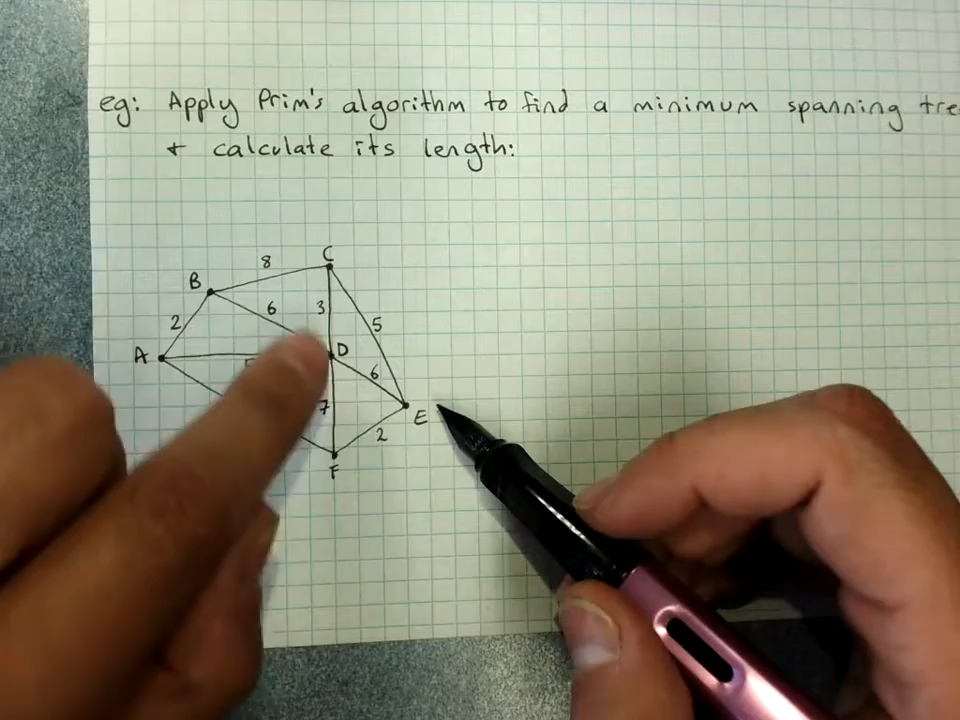 eg: Apply Prim's algorithm to find a minimum spanning tre
+ calculate its length:
C
8
B
6
3
2
5
A
D
6
7
E
2
F